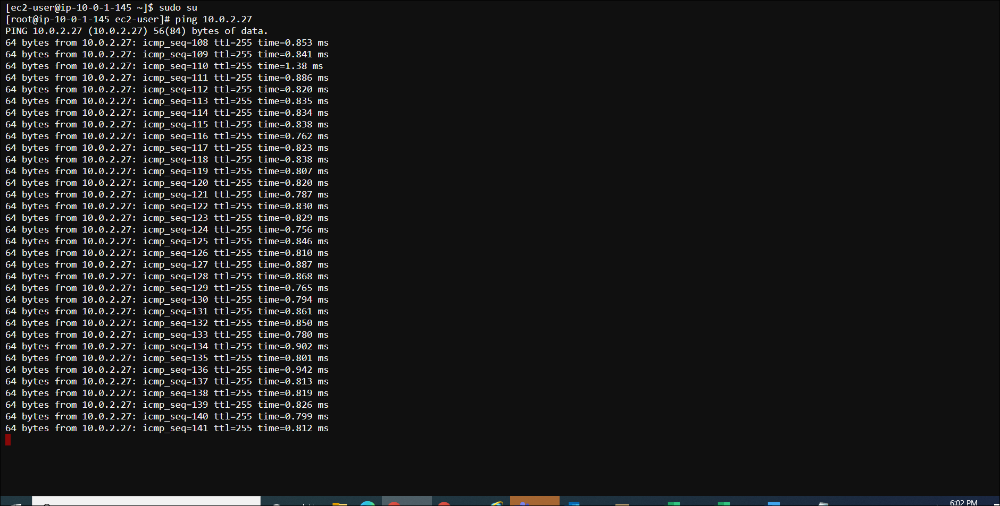 [ec2-user@ip-10-0-1-145 ~]$ sudo su
[root@ip-10-0-1-145 ec2-user]# ping 10.0.2.27
PING 10.0.2.27 (10.0.2.27) 56(84) bytes of data.
64 bytes from 10.0.2.27: icmp_seq=108 ttl=255 time=0.853 ms
64 bytes from 10.0.2.27: icmp_seq=109 ttl=255 time=0.841 ms
64 bytes from 10.0.2.27: icmp_seq=110 ttl=255 time=1.38 ms
64 bytes from 10.0.2.27: icmp_seq=111 ttl=255 time=0.886 ms
64 bytes from 10.0.2.27: icmp_seq=112 ttl=255 time=0.820 ms
64 bytes from 10.0.2.27: icmp_seq=113 ttl=255 time=0.835 ms
64 bytes from 10.0.2.27: icmp_seq=114 ttl=255 time=0.834 ms
64 bytes from 10.0.2.27: icmp_seq=115 ttl=255 time=0.838 ms
64 bytes from 10.0.2.27: icmp_seq=116 ttl=255 time=0.762 ms
64 bytes from 10.0.2.27: icmp_seq=117 ttl=255 time=0.823 ms
64 bytes from 10.0.2.27: icmp_seq=118 ttl=255 time=0.838 ms
64 bytes from 10.0.2.27: icmp_seq=119 ttl=255 time=0.807 ms
64 bytes from 10.0.2.27: icmp_seq=120 ttl=255 time=0.820 ms
64 bytes from 10.0.2.27: icmp_seq=121 ttl=255 time=0.787 ms
64 bytes from 10.0.2.27: icmp_seq=122 ttl=255 time=0.830 ms
64 bytes from 10.0.2.27: icmp_seq=123 ttl=255 time=0.829 ms
64 bytes from 10.0.2.27: icmp_seq=124 ttl=255 time=0.756 ms
64 bytes from 10.0.2.27: icmp_seq=125 ttl=255 time=0.846 ms
64 bytes from 10.0.2.27: icmp_seq=126 ttl=255 time=0.810 ms
64 bytes from 10.0.2.27: icmp_seq=127 ttl=255 time=0.887 ms
64 bytes from 10.0.2.27: icmp_seq=128 ttl=255 time=0.868 ms
64 bytes from 10.0.2.27: icmp_seq=129 ttl=255 time=0.765 ms
64 bytes from 10.0.2.27: icmp_seq=130 ttl=255 time=0.794 ms
64 bytes from 10.0.2.27: icmp_seq=131 ttl=255 time=0.861 ms
64 bytes from 10.0.2.27: icmp_seq=132 ttl=255 time=0.850 ms
64 bytes from 10.0.2.27: icmp_seq=133 ttl=255 time=0.780 ms
64 bytes from 10.0.2.27: icmp_seq=134 ttl=255 time=0.902 ms
64 bytes from 10.0.2.27: icmp_seq=135 ttl=255 time=0.801 ms
64 bytes from 10.0.2.27: icmp_seq=136 ttl=255 time=0.942 ms
64 bytes from 10.0.2.27: icmp_seq=137 ttl=255 time=0.813 ms
64 bytes from 10.0.2.27: icmp_seq=138 ttl=255 time=0.819 ms
64 bytes from 10.0.2.27: icmp_seq=139 ttl=255 time=0.826 ms
64 bytes from 10.0.2.27: icmp_seq=140 ttl=255 time=0.799 ms
64 bytes from 10.0.2.27: icmp_seq=141 ttl=255 time=0.812 ms
6:02 PM